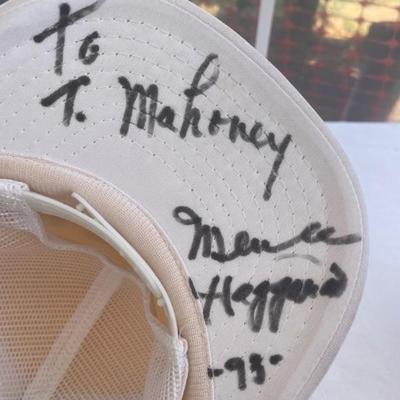 To
T. Mahoney
Merle
Haggard
-93-